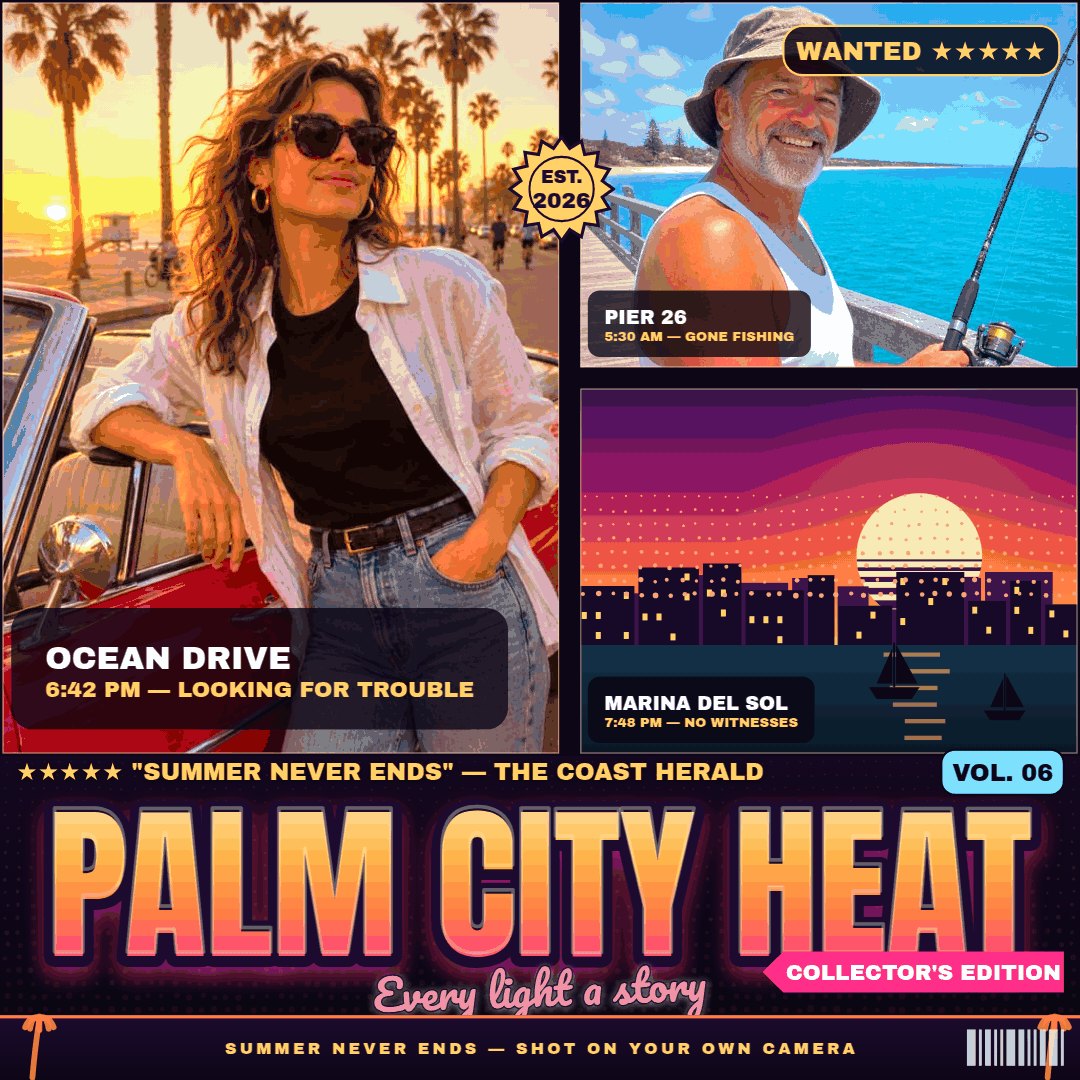 WANTED ★★★★★
EST.
2026
PIER 26
5:30 AM — GONE FISHING
OCEAN DRIVE
6:42 PM — LOOKING FOR TROUBLE
MARINA DEL SOL
7:48 PM — NO WITNESSES
★★★★★ "SUMMER NEVER ENDS" — THE COAST HERALD
VOL. 06
PALM CITY HEAT
COLLECTOR'S EDITION
Every light a story
SUMMER NEVER ENDS — SHOT ON YOUR OWN CAMERA